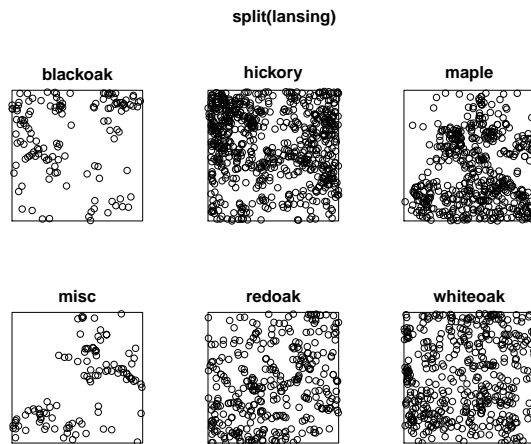 split(lansing)
blackoak
hickory
maple
misc
redoak
whiteoak